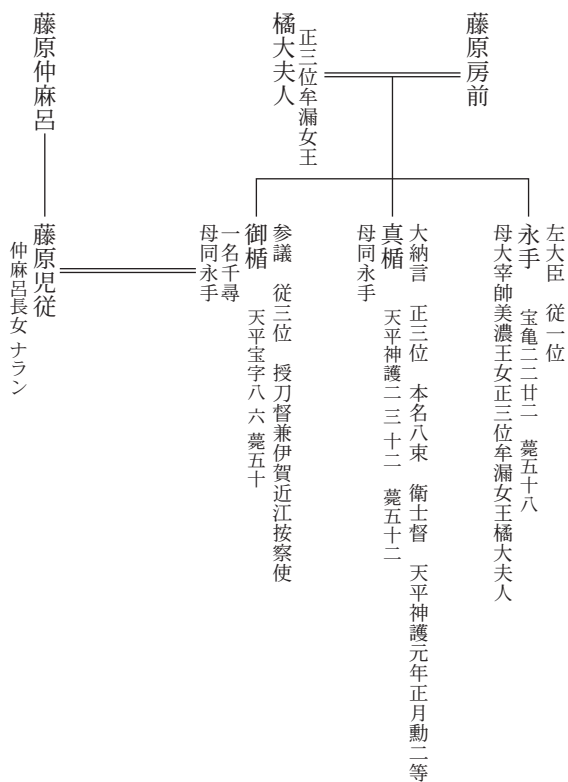 藤原房前
正三位牟漏女王
橘大夫人
左大臣　従一位
永手　宝亀二二廿二　薨五十八
母大宰帥美濃王女正三位牟漏女王橘大夫人
大納言　正三位　本名八束　衛士督　天平神護元年正月勳二等
真楯　天平神護二三十二　薨五十二
母同永手
参議　従三位　授刀督兼伊賀近江按察使
御楯　天平宝字八六薨五十
一名千尋
母同永手
藤原仲麻呂
藤原児従
仲麻呂長女 ナラン